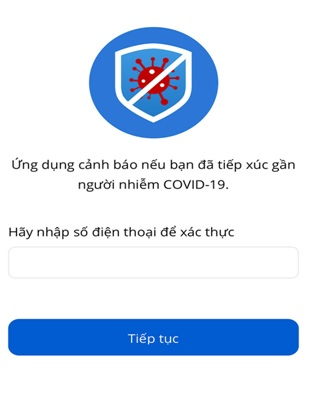 Ứng dụng cảnh báo nếu bạn đã tiếp xúc gần
người nhiễm COVID-19.
Hãy nhập số điện thoại để xác thực
Tiếp tục